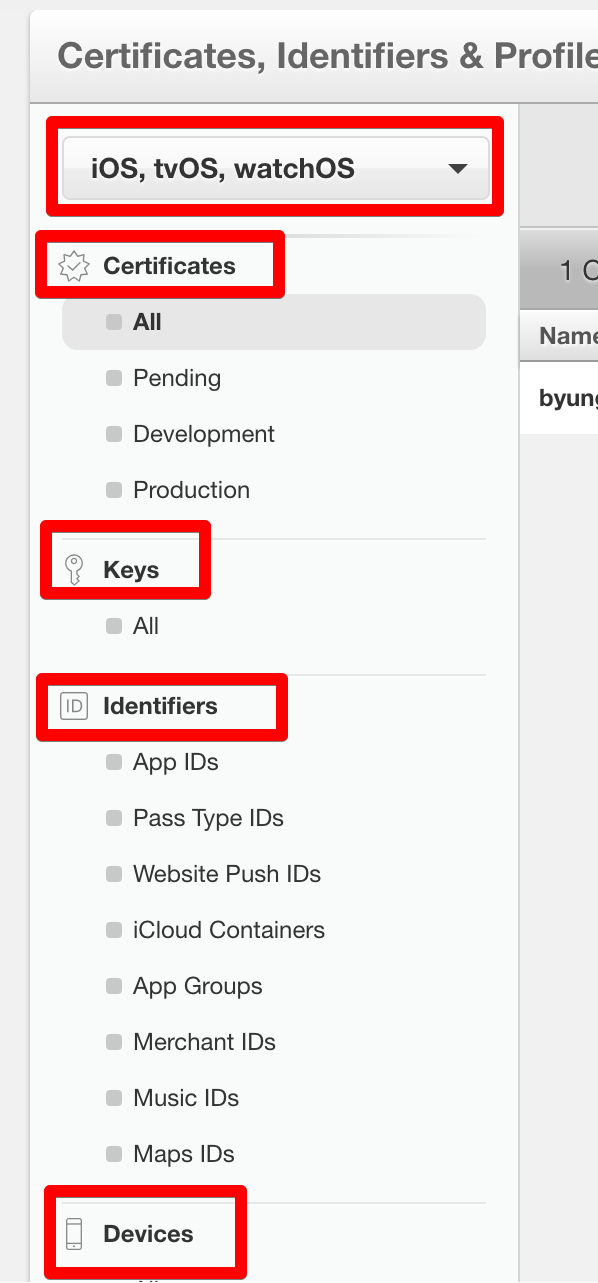 Certificates, Identifiers & Profile
iOS, tvOS, watchOS
Certificates
All
Pending
Development
Production
Keys
All
ID Identifiers
App IDs
Pass Type IDs
Website Push IDs
iCloud Containers
App Groups
Merchant IDs
Music IDs
Maps IDs
Devices
1 C
Name
byung